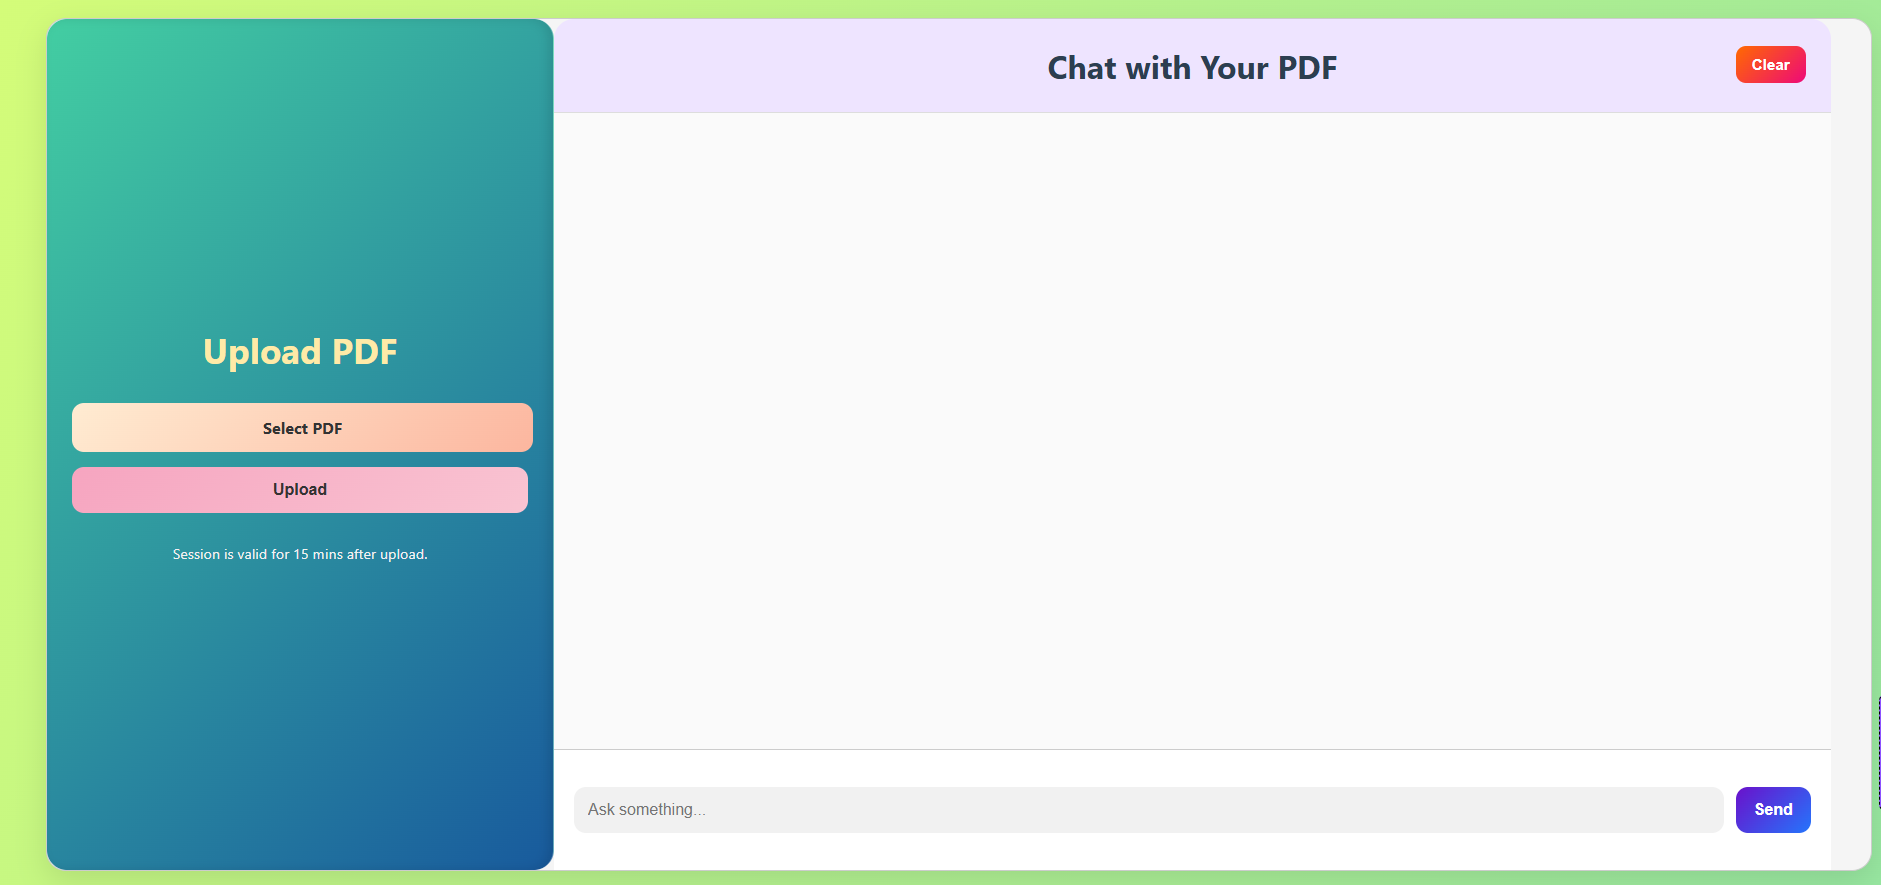 Upload PDF
Select PDF
Upload
Session is valid for 15 mins after upload.
Chat with Your PDF
Clear
Ask something...
Send